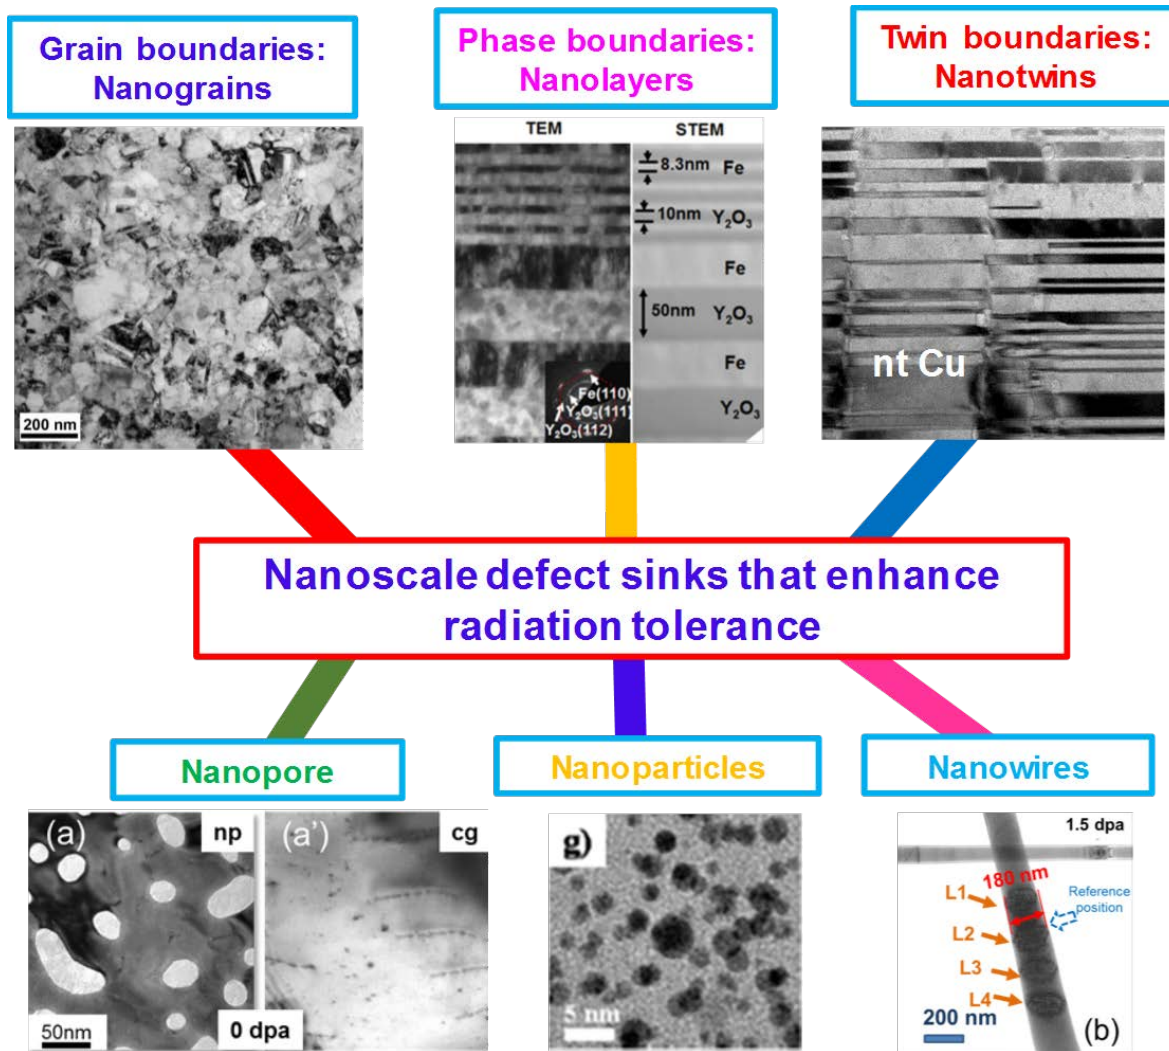 Grain boundaries:
Nanograins
Phase boundaries:
Nanolayers
Twin boundaries:
Nanotwins
200 nm
TEM
STEM
8.3nm
Fe
10nm
Y₂O₃
Fe
50nm
Y₂O₃
Fe
Y₂O₃
Fe(110)
Y₂O₃(111)
Y₂O₃(112)
nt Cu
Nanoscale defect sinks that enhance
radiation tolerance
Nanopore
Nanoparticles
Nanowires
(a)
np
(a')
cg
50nm
0 dpa
g)
5 nm
1.5 dpa
180 nm
Reference
position
L1
L2
L3
L4
200 nm
(b)